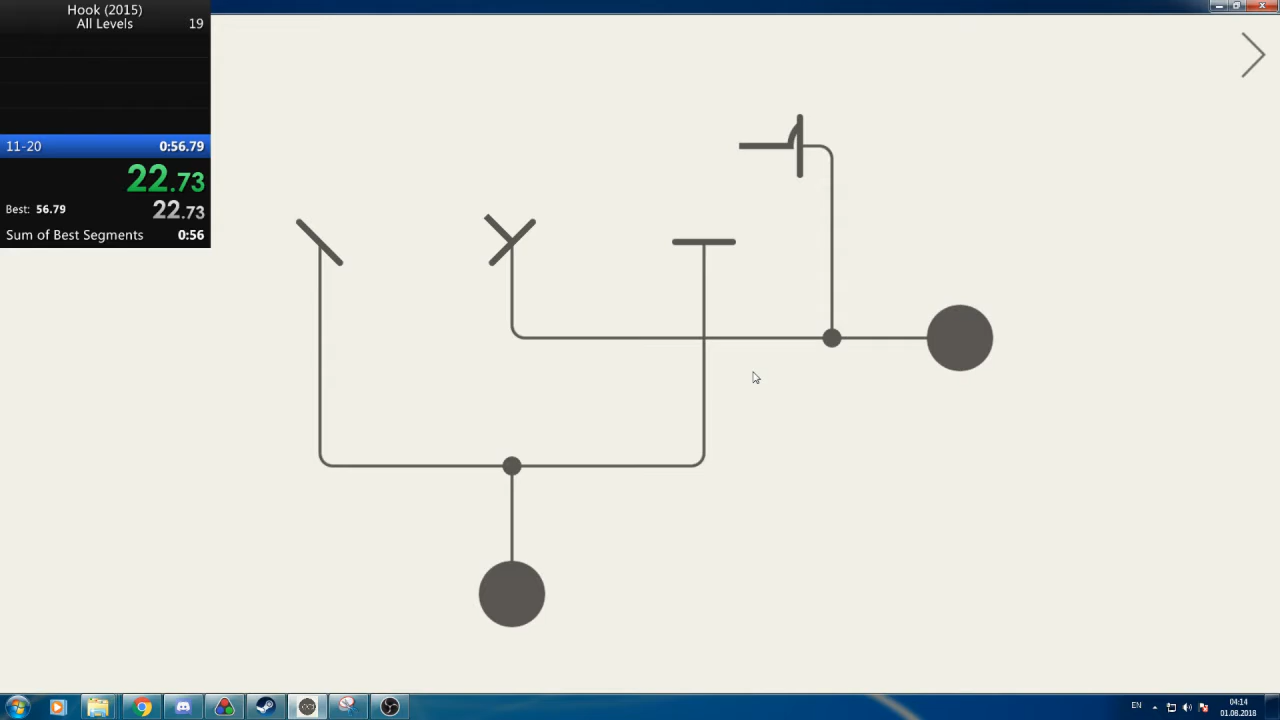 Hook (2015)
All Levels 19
11-20 0:56.79
22.73
Best: 56.79 22.73
Sum of Best Segments 0:56
EN 04:14
01.08.2018